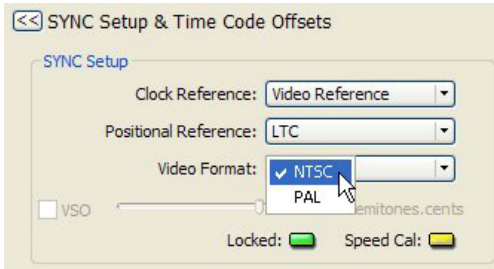 << SYNC Setup & Time Code Offsets
SYNC Setup
Clock Reference: Video Reference
Positional Reference: LTC
Video Format: ✓ NTSC
PAL
VSO emitones.cents
Locked: Speed Cal: